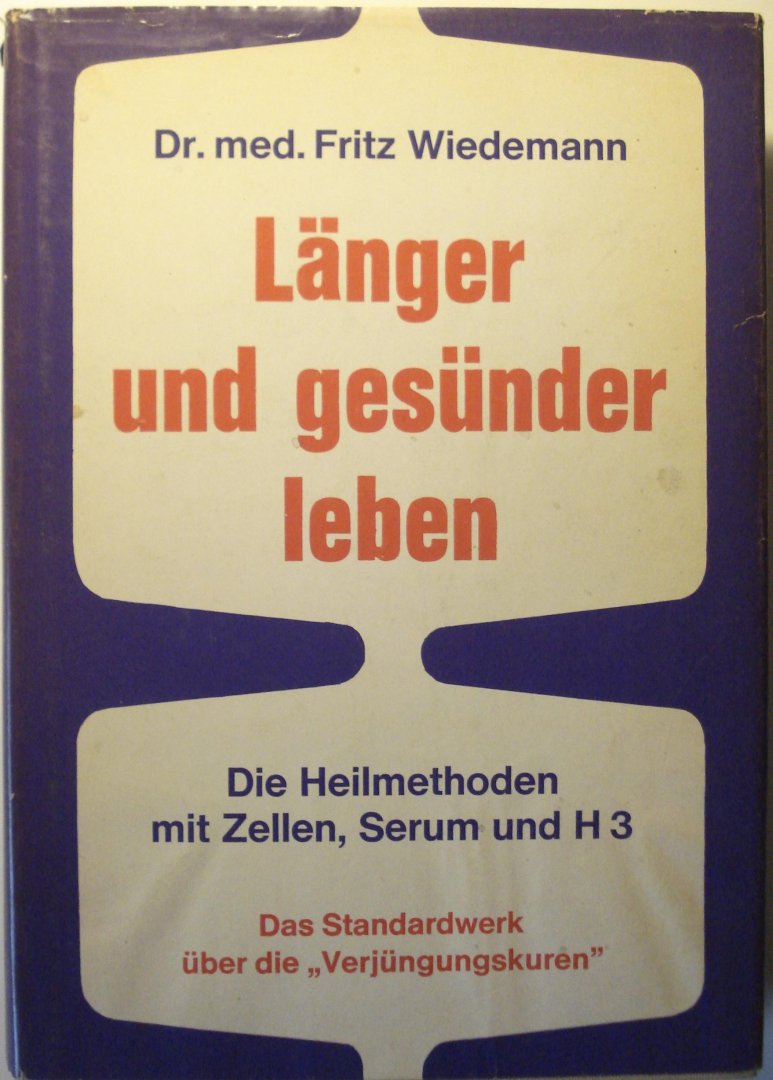 Dr. med. Fritz Wiedemann
Länger
und gesünder
leben
Die Heilmethoden
mit Zellen, Serum und H 3
Das Standardwerk
über die „Verjüngungskuren”